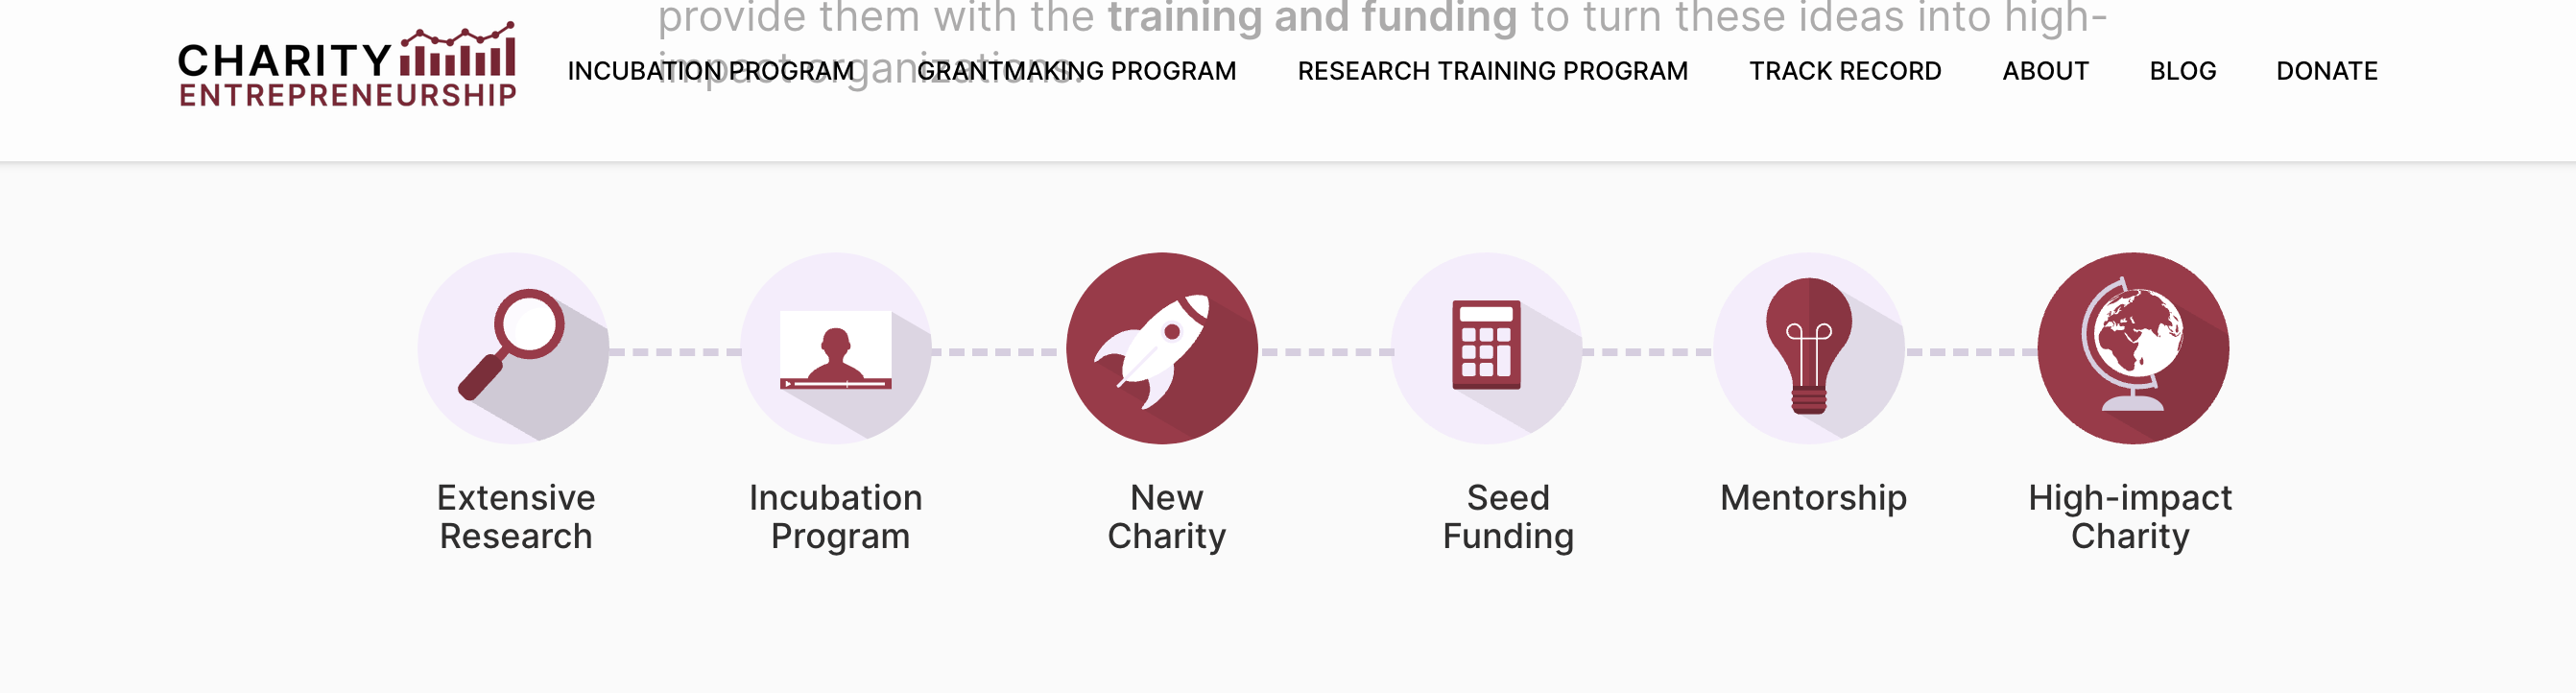 provide them with the training and funding to turn these ideas into high-
impact organizations.
CHARITY
ENTREPRENEURSHIP
INCUBATION PROGRAM GRANTMAKING PROGRAM RESEARCH TRAINING PROGRAM TRACK RECORD ABOUT BLOG DONATE
Extensive
Research
Incubation
Program
New
Charity
Seed
Funding
Mentorship
High-impact
Charity